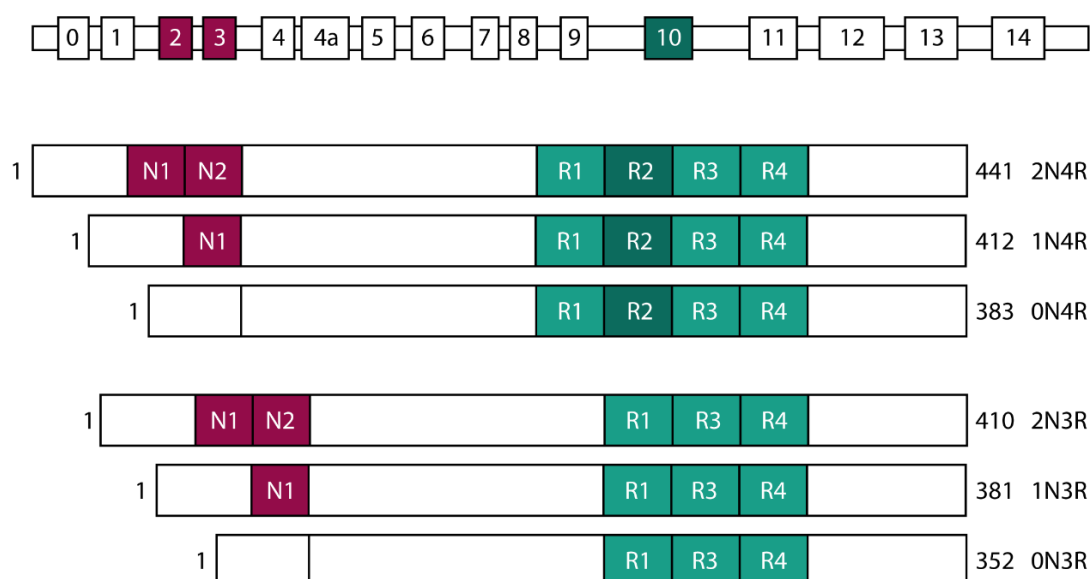 0 1 2 3 4 4a 5 6 7 8 9 10 11 12 13 14
1 N1 N2 R1 R2 R3 R4 441 2N4R
1 N1 R1 R2 R3 R4 412 1N4R
1 R1 R2 R3 R4 383 0N4R
1 N1 N2 R1 R3 R4 410 2N3R
1 N1 R1 R3 R4 381 1N3R
1 R1 R3 R4 352 0N3R